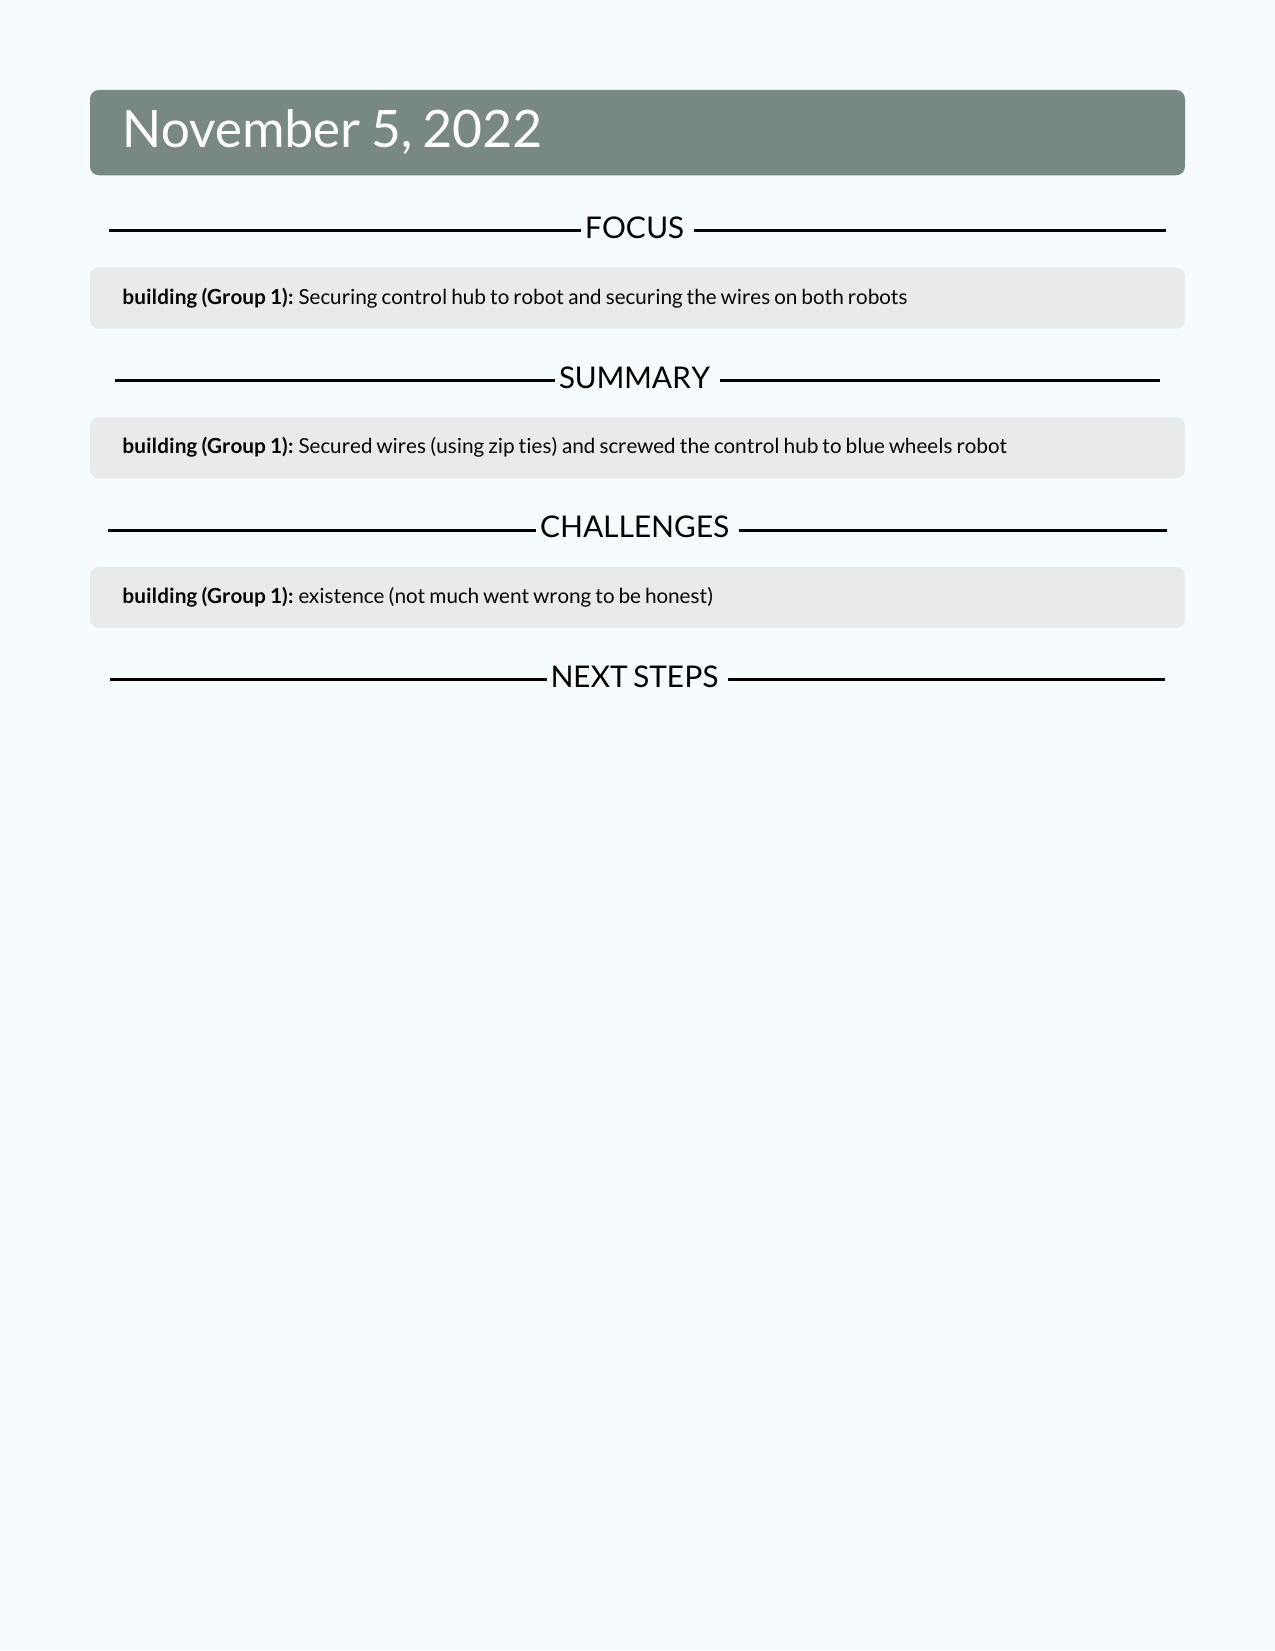 November 5, 2022
FOCUS
building (Group 1): Securing control hub to robot and securing the wires on both robots
SUMMARY
building (Group 1): Secured wires (using zip ties) and screwed the control hub to blue wheels robot
CHALLENGES
building (Group 1): existence (not much went wrong to be honest)
NEXT STEPS